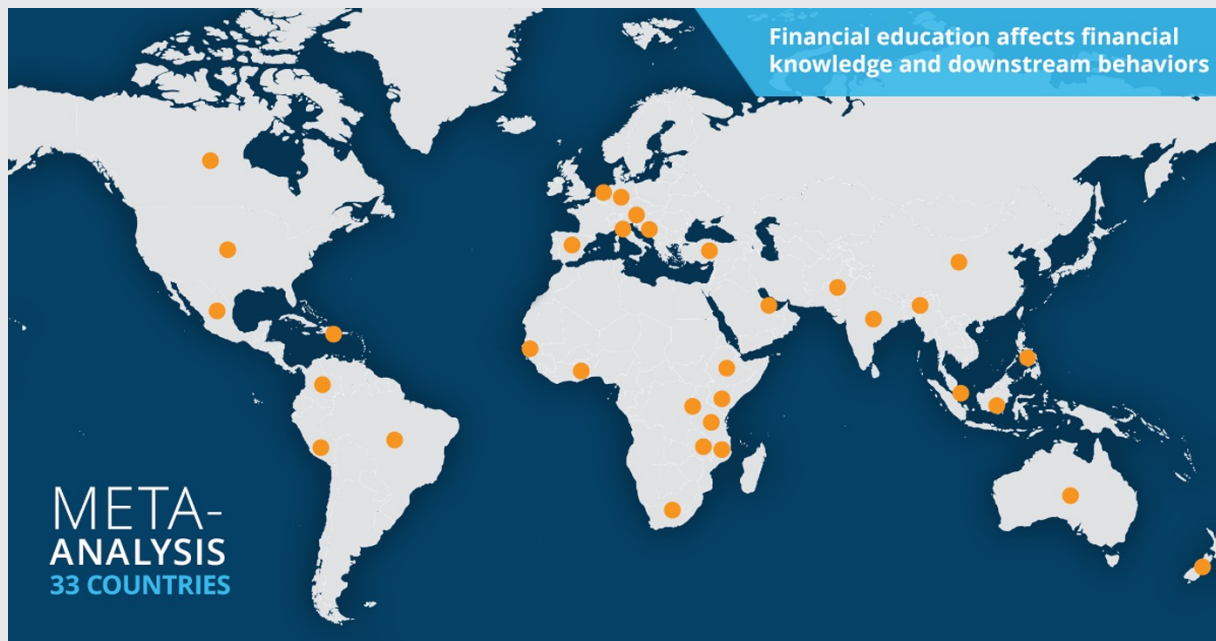 Financial education affects financial
knowledge and downstream behaviors
META-
ANALYSIS
33 COUNTRIES